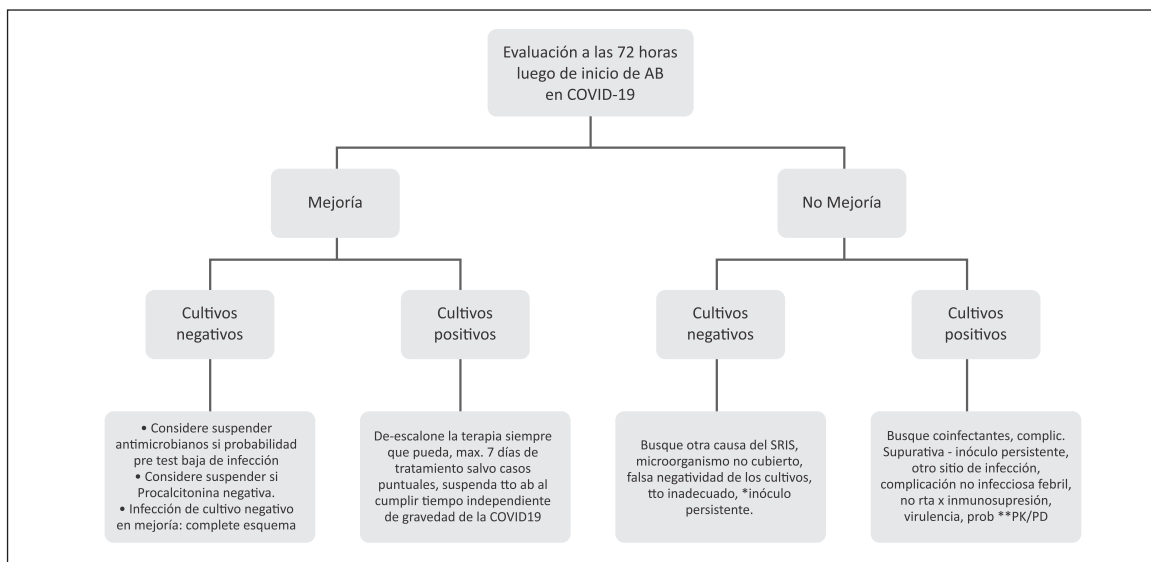 Evaluación a las 72 horas
luego de inicio de AB
en COVID-19
Mejoría
No Mejoría
Cultivos
negativos
Cultivos
positivos
Cultivos
negativos
Cultivos
positivos
• Considere suspender
antimicrobianos si probabilidad
pre test baja de infección
• Considere suspender si
Procalcitonina negativa.
• Infección de cultivo negativo
en mejoría: complete esquema
De-escalone la terapia siempre
que pueda, max. 7 días de
tratamiento salvo casos
puntuales, suspenda tto ab al
cumplir tiempo independiente
de gravedad de la COVID19
Busque otra causa del SRIS,
microorganismo no cubierto,
falsa negatividad de los cultivos,
tto inadecuado, *inóculo
persistente.
Busque coinfectantes, complic.
Supurativa - inóculo persistente,
otro sitio de infección,
complicación no infecciosa febril,
no rta x inmunosupresión,
virulencia, prob **PK/PD